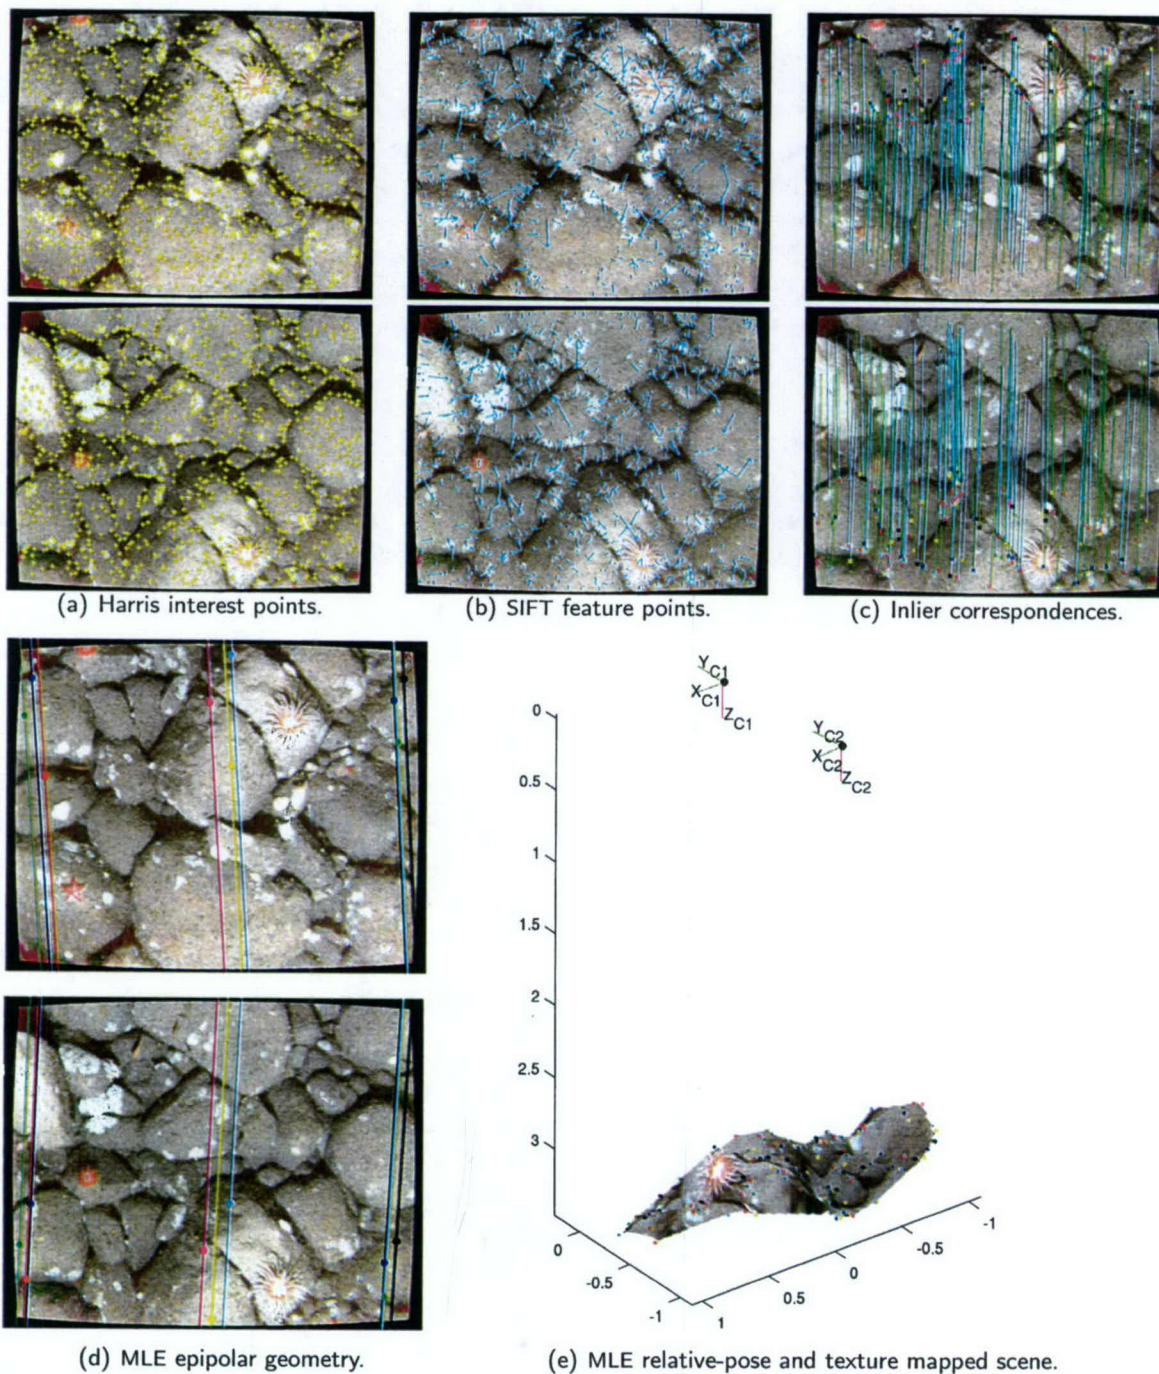 (a) Harris interest points.
(b) SIFT feature points.
(c) Inlier correspondences.
(d) MLE epipolar geometry.
Y C1
X C1
Z C1
Y C2
X C2
Z C2
0
0.5
1
1.5
2
2.5
3
0
-0.5
-1
1
0.5
0
-0.5
-1
(e) MLE relative-pose and texture mapped scene.